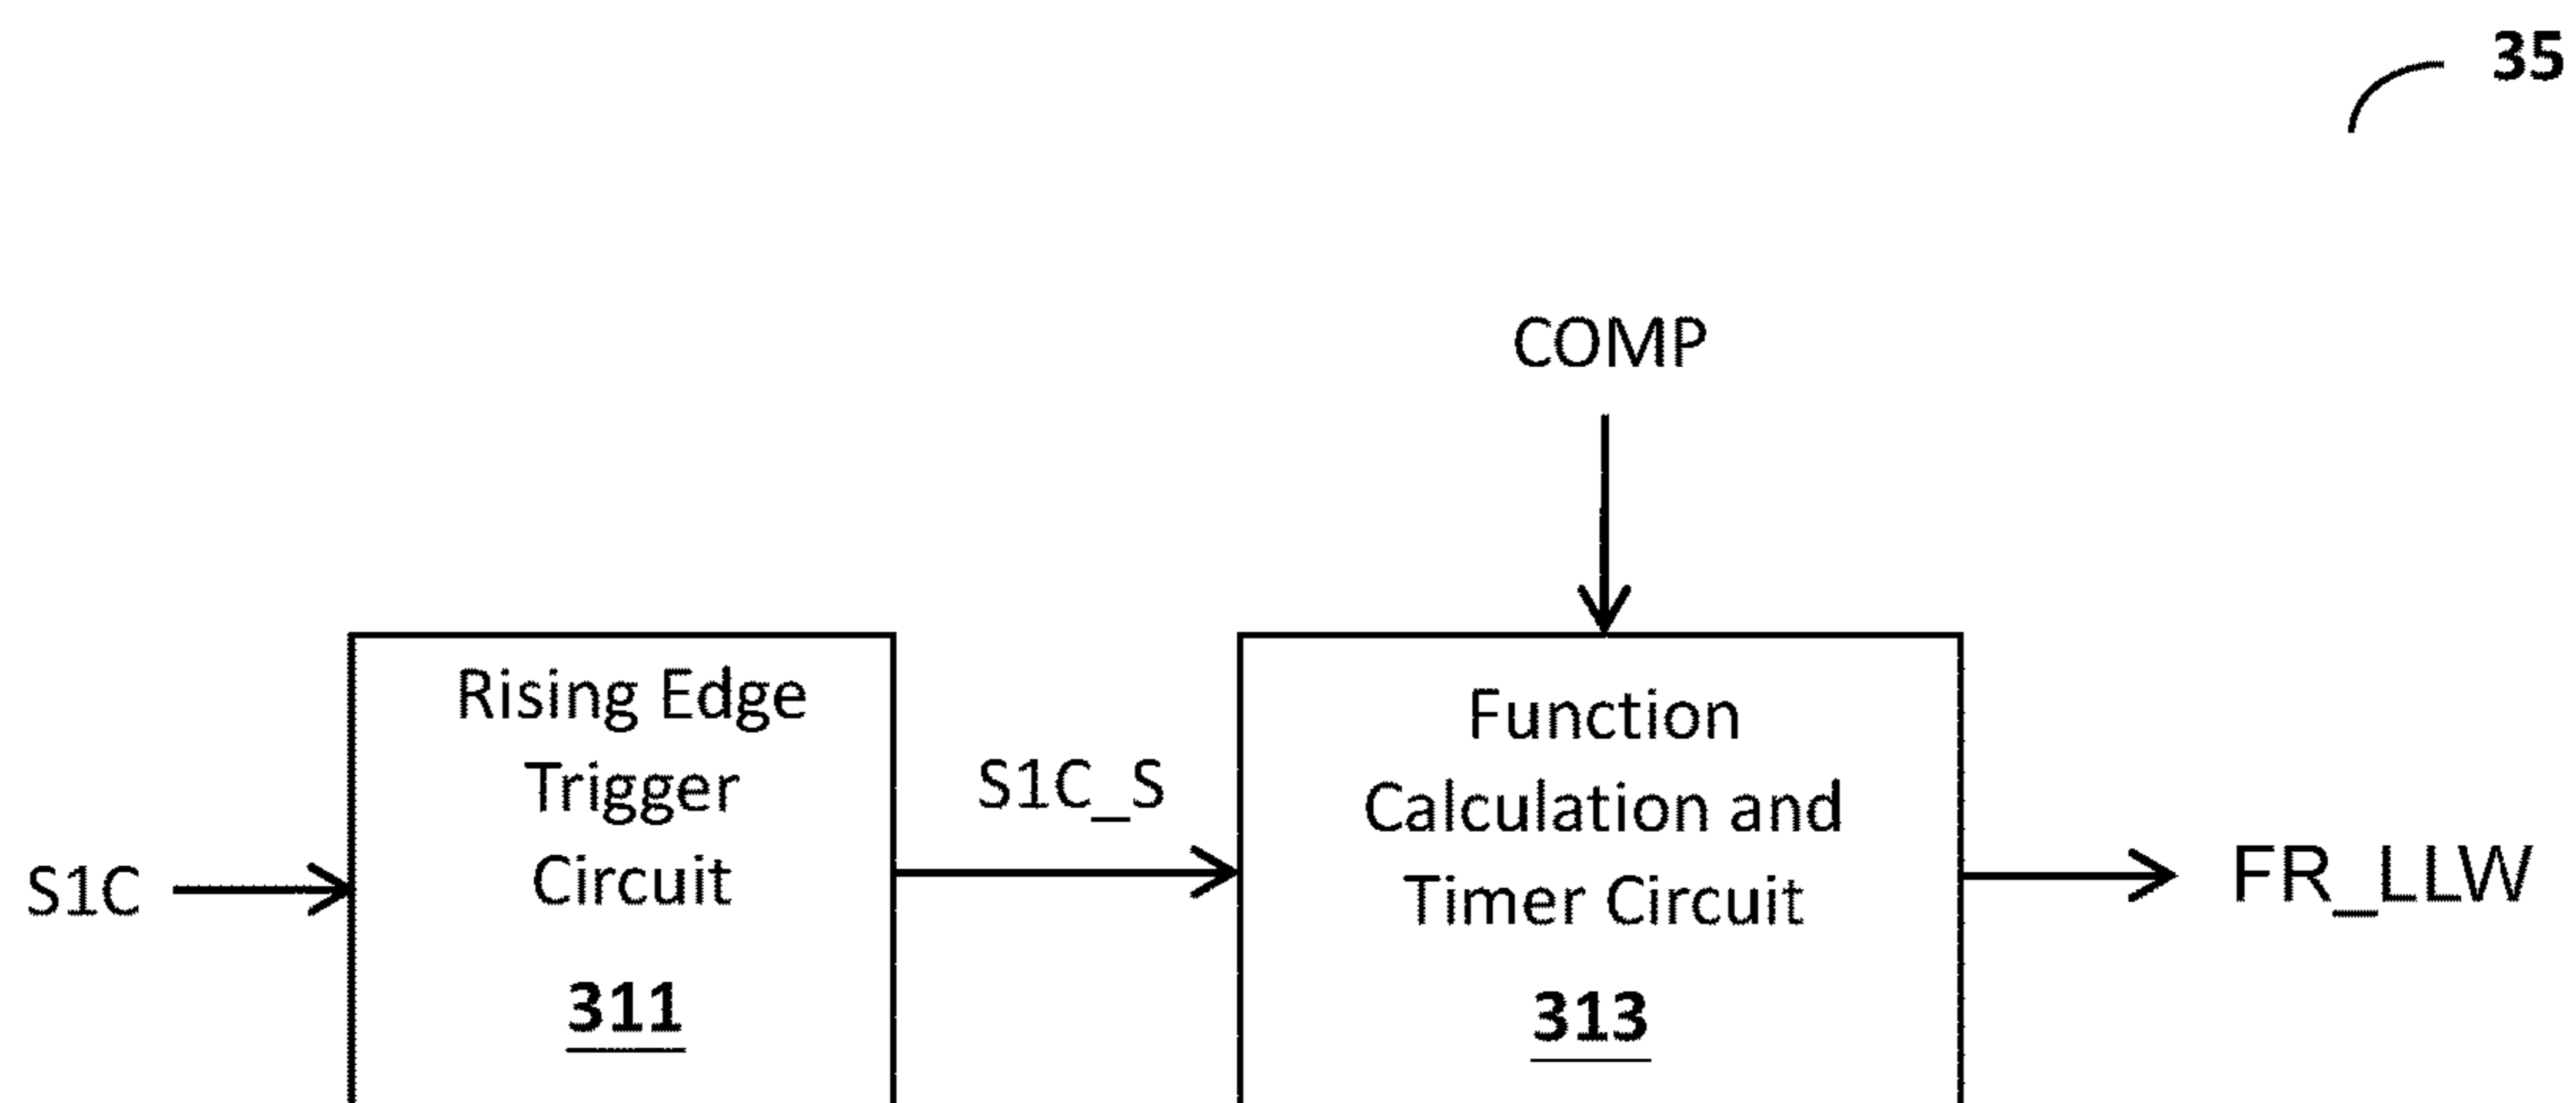 35
COMP
Rising Edge
Trigger
Circuit
311
S1C
S1C_S
Function
Calculation and
Timer Circuit
313
FR_LLW